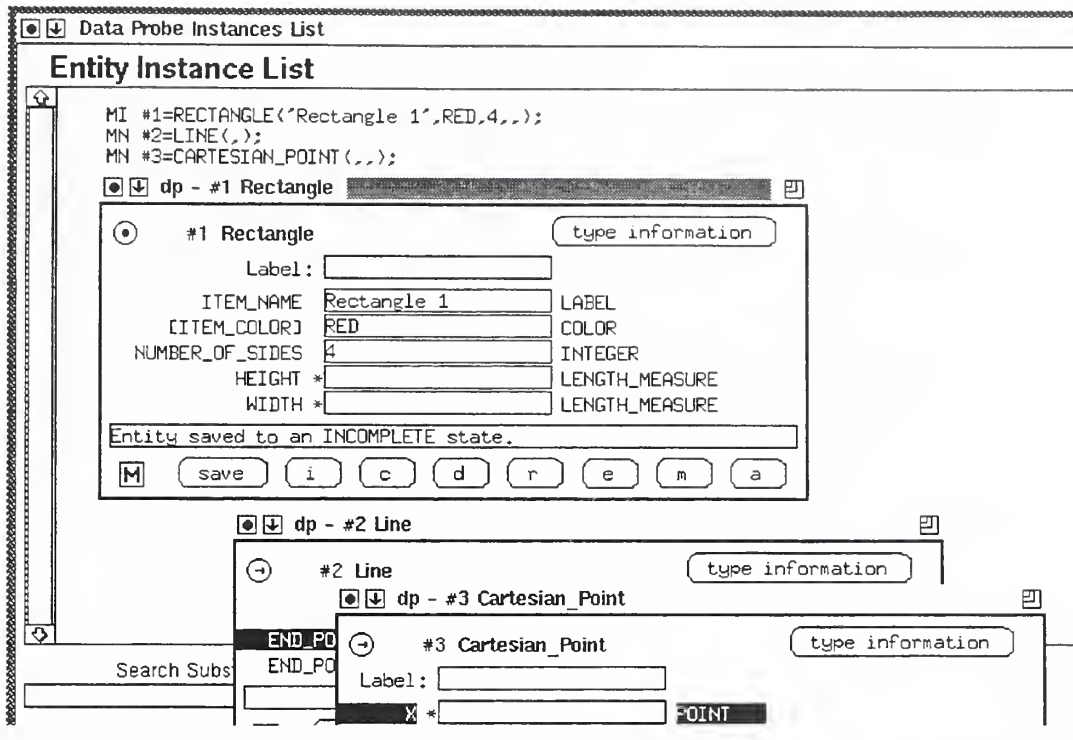 Data Probe Instances List
Entity Instance List
MI #1=RECTANGLE('Rectangle 1',RED,4,,);
MN #2=LINE(,);
MN #3=CARTESIAN_POINT(,,);
dp - #1 Rectangle
#1 Rectangle type information
Label:
ITEM_NAME Rectangle 1 LABEL
[ITEM_COLOR] RED COLOR
NUMBER_OF_SIDES 4 INTEGER
HEIGHT * LENGTH_MEASURE
WIDTH * LENGTH_MEASURE
Entity saved to an INCOMPLETE state.
M save i c d r e m a
dp - #2 Line
#2 Line type information
dp - #3 Cartesian_Point
END_PO
#3 Cartesian_Point type information
END_PO
Search Subs
Label:
X * POINT